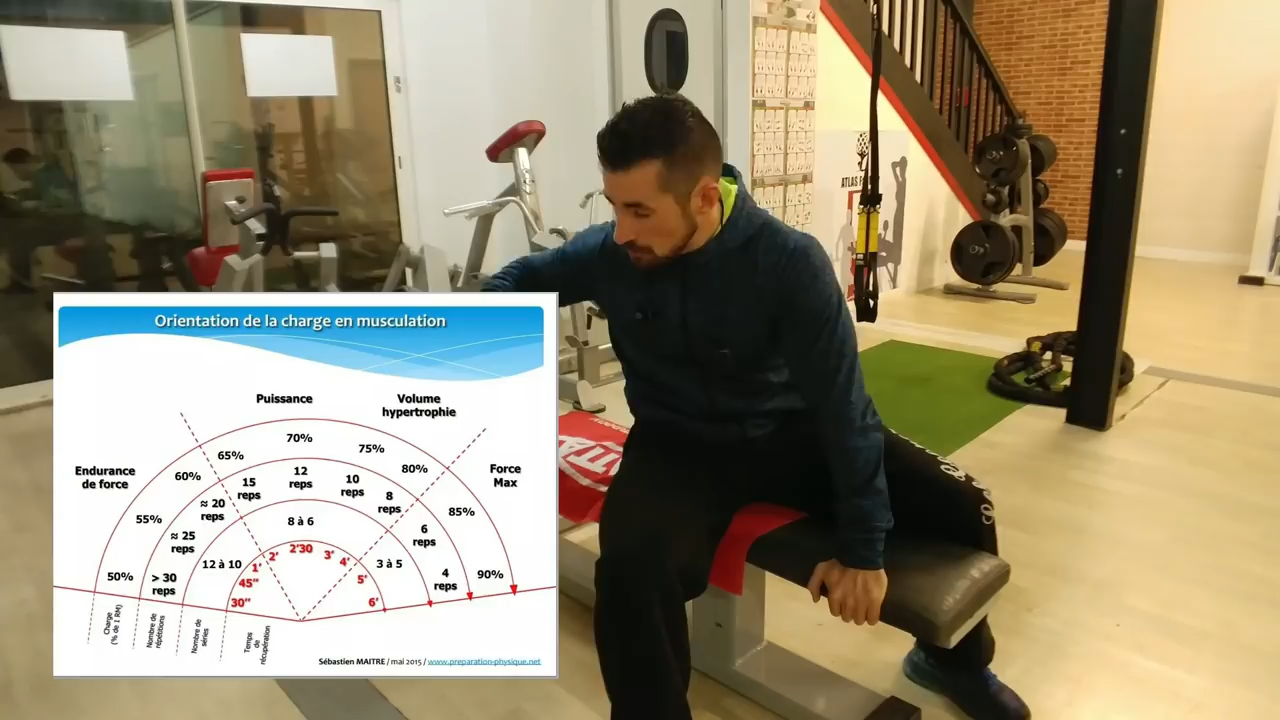 Orientation de la charge en musculation
Puissance
Volume
hypertrophie
Endurance
de force
Force
Max
50%
55%
60%
65%
70%
75%
80%
85%
90%
> 30
reps
≈ 25
reps
≈ 20
reps
15
reps
12
reps
10
reps
8
reps
6
reps
4
reps
12 à 10
8 à 6
3 à 5
30"
45"
1'
2'
2'30
3'
4'
5'
6'
Charge
(% de 1 RM)
Nombre de
répétitions
Nombre de
séries
Temps
de
récupération
Sébastien MAITRE / mai 2015 / www.preparation-physique.net
ATLAS